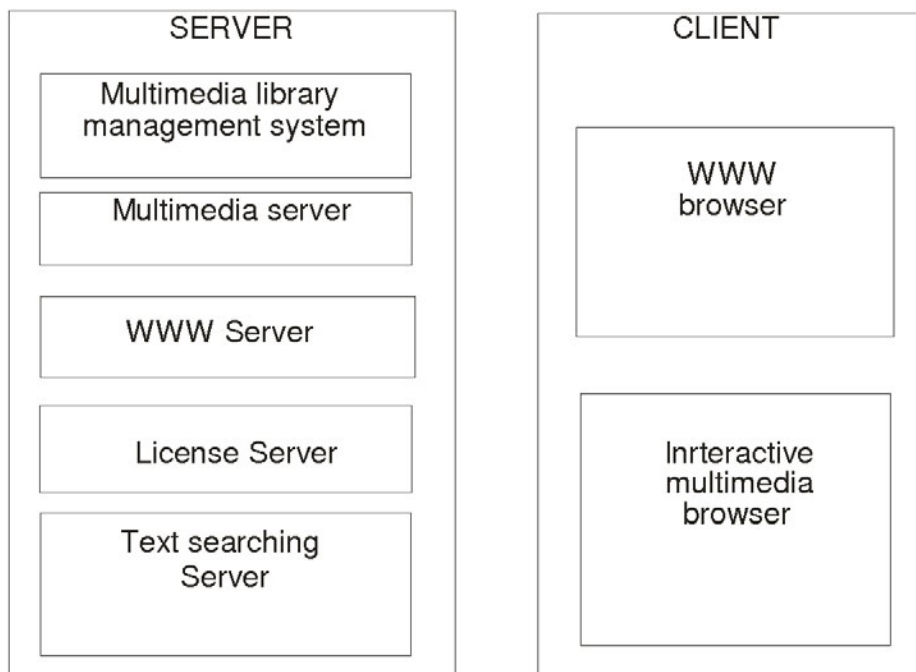 SERVER
Multimedia library
management system
Multimedia server
WWW Server
License Server
Text searching
Server
CLIENT
WWW
browser
Inrteractive
multimedia
browser